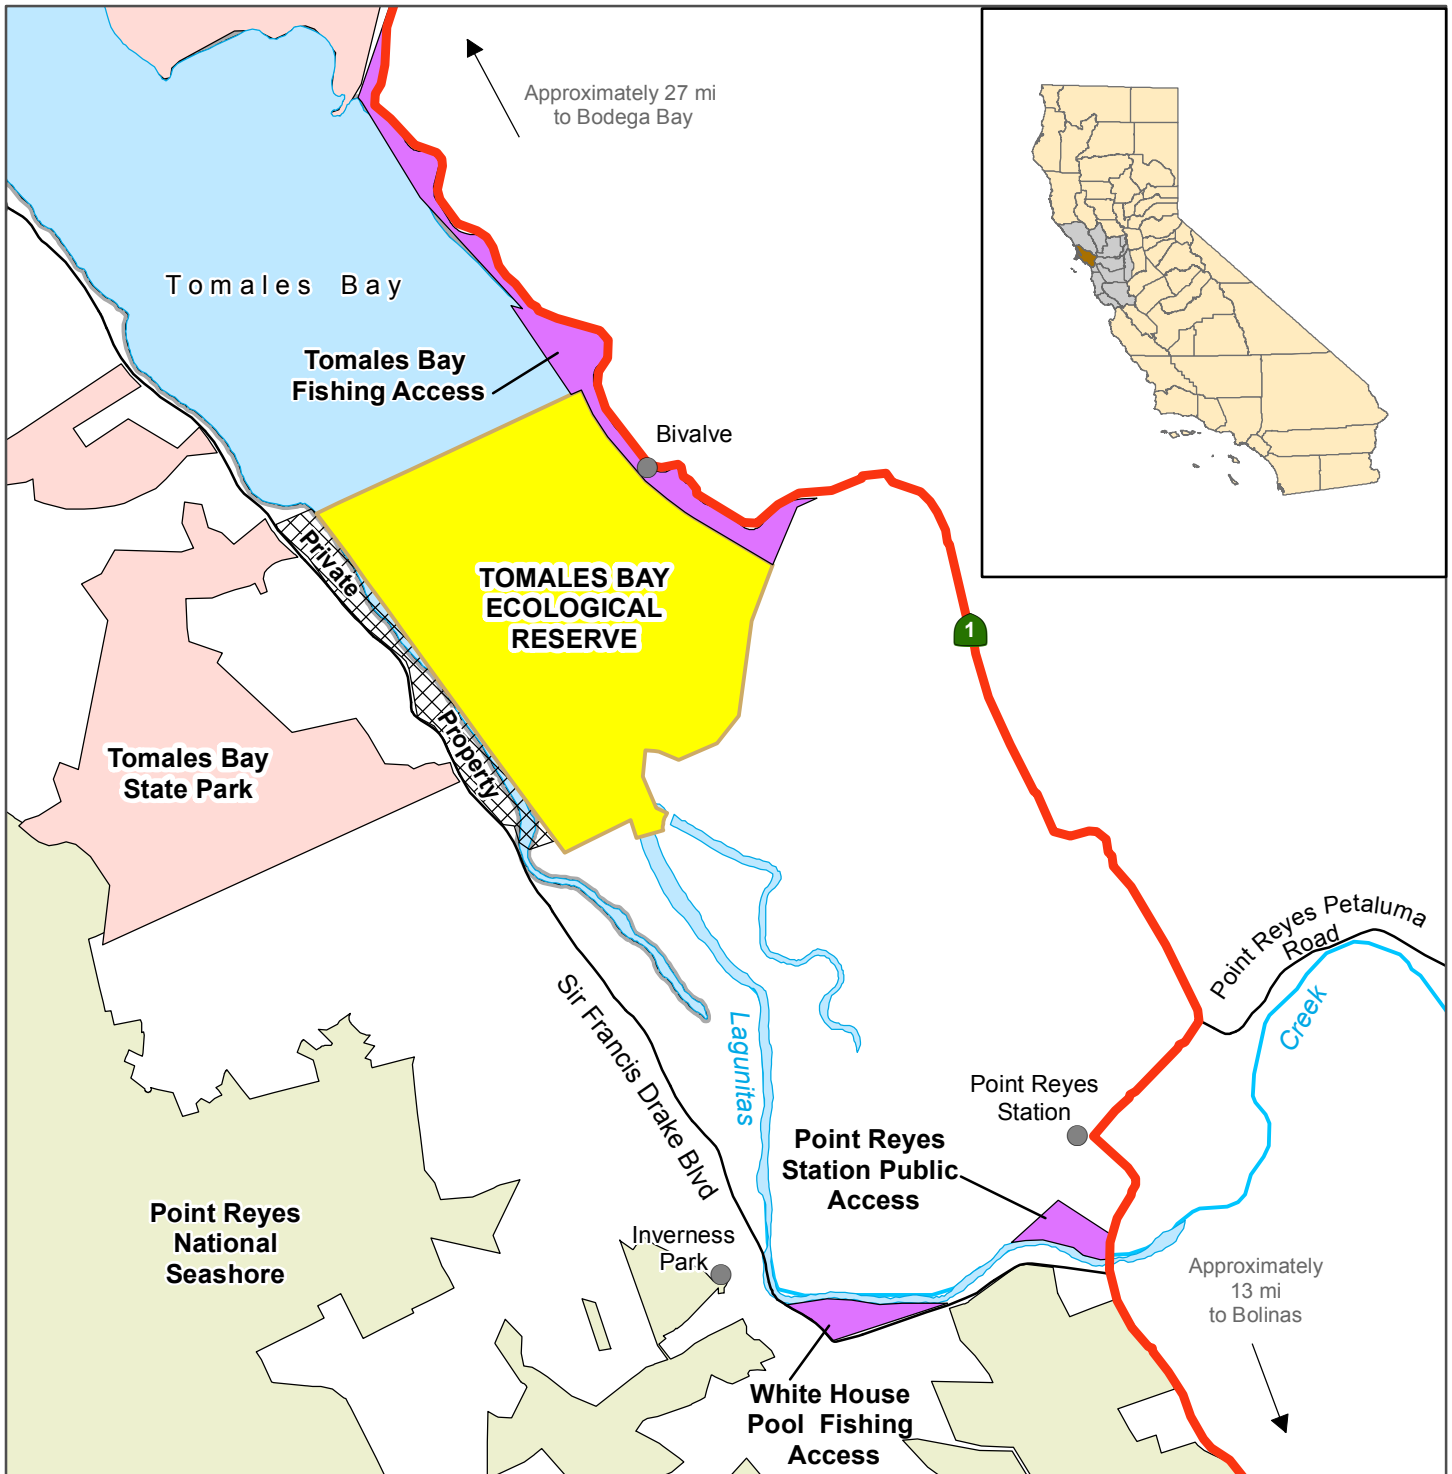 Approximately 27 mi
to Bodega Bay
Tomales Bay
Tomales Bay
Fishing Access
Bivalve
Private
Property
TOMALES BAY
ECOLOGICAL
RESERVE
1
Tomales Bay
State Park
Point Reyes Petaluma
Road
Creek
Sir Francis Drake Blvd
Lagunitas
Point Reyes
Station
Point Reyes
Station Public
Access
Point Reyes
National
Seashore
Inverness
Park
Approximately
13 mi
to Bolinas
White House
Pool Fishing
Access